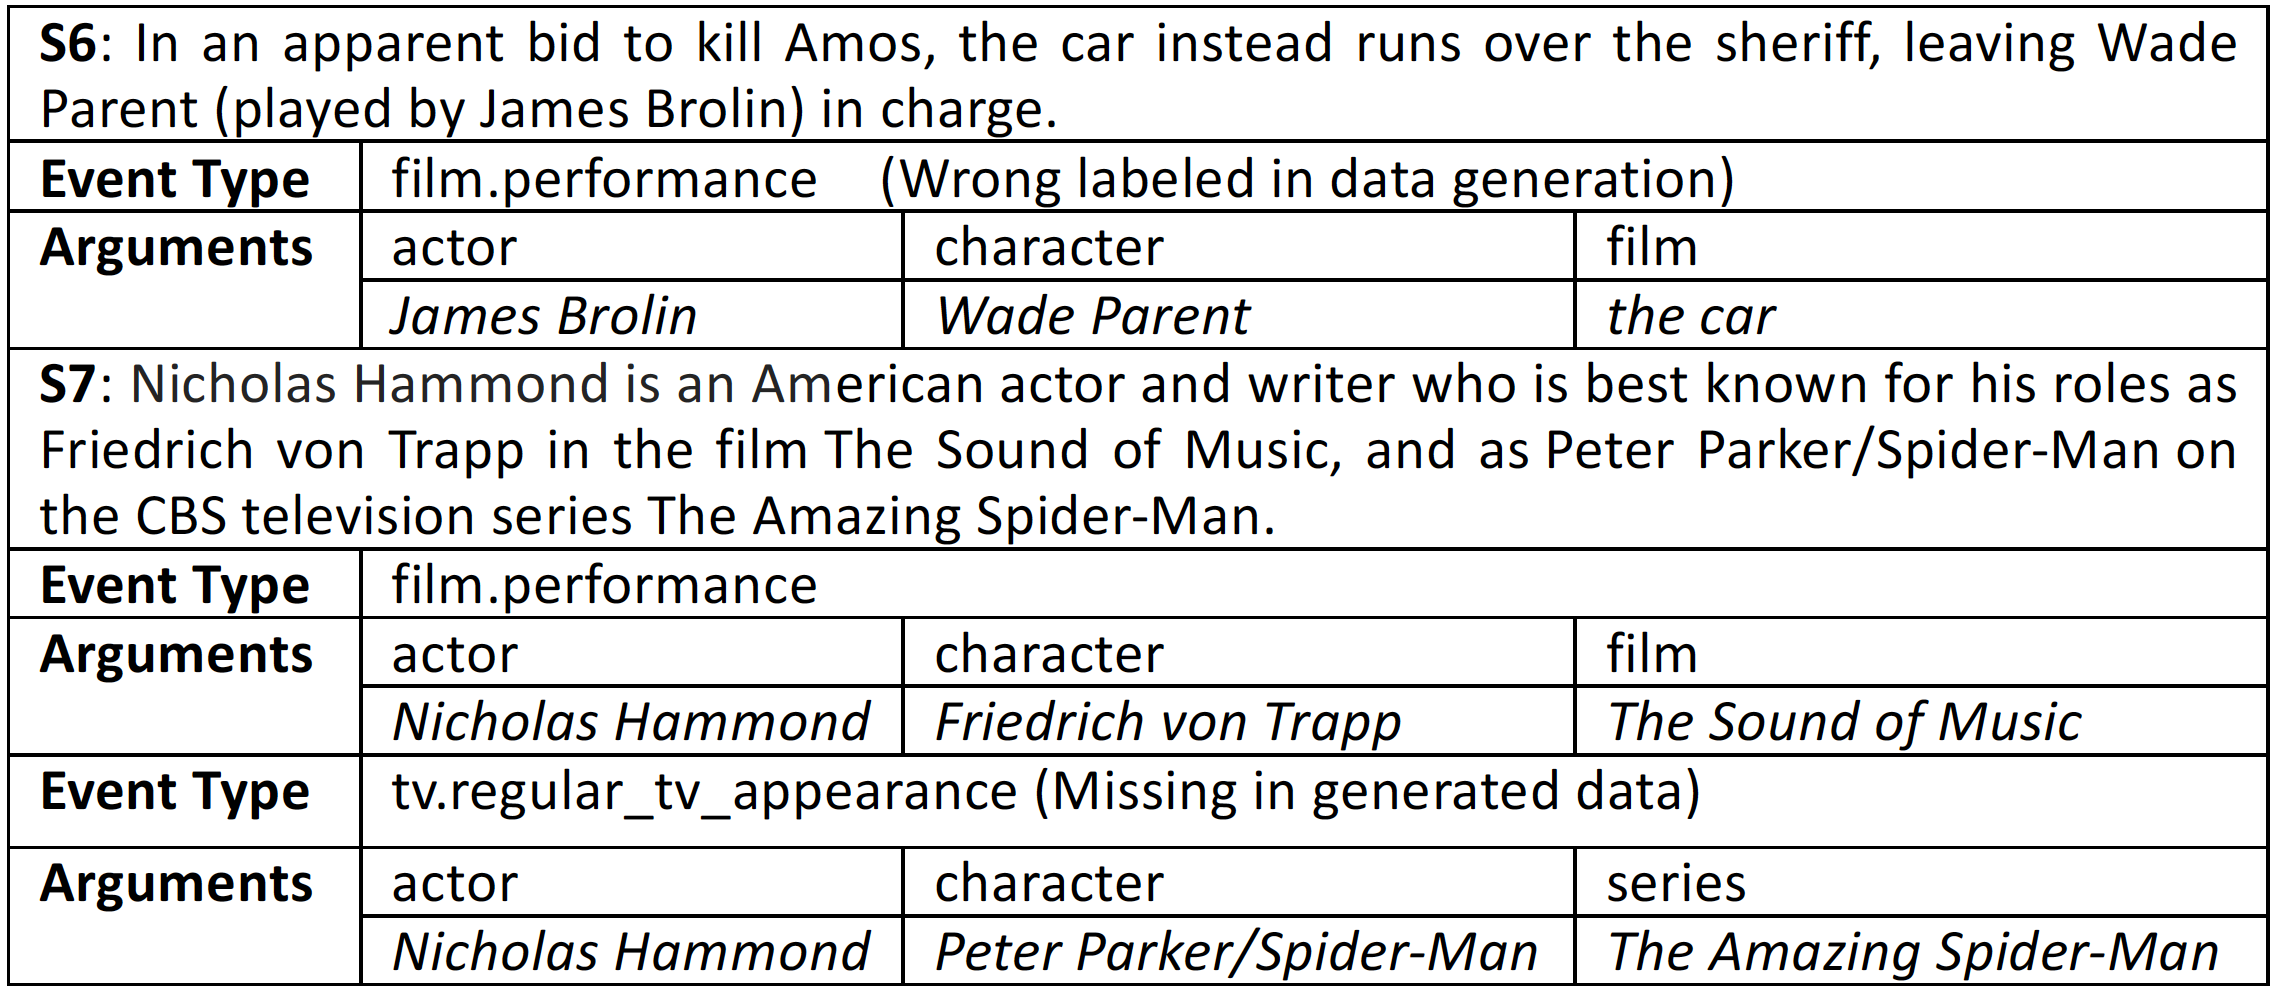 S6: In an apparent bid to kill Amos, the car instead runs over the sheriff, leaving Wade
Parent (played by James Brolin) in charge.
Event Type film.performance (Wrong labeled in data generation)
Arguments actor character film
James Brolin Wade Parent the car
S7: Nicholas Hammond is an American actor and writer who is best known for his roles as
Friedrich von Trapp in the film The Sound of Music, and as Peter Parker/Spider-Man on
the CBS television series The Amazing Spider-Man.
Event Type film.performance
Arguments actor character film
Nicholas Hammond Friedrich von Trapp The Sound of Music
Event Type tv.regular_tv_appearance (Missing in generated data)
Arguments actor character series
Nicholas Hammond Peter Parker/Spider-Man The Amazing Spider-Man